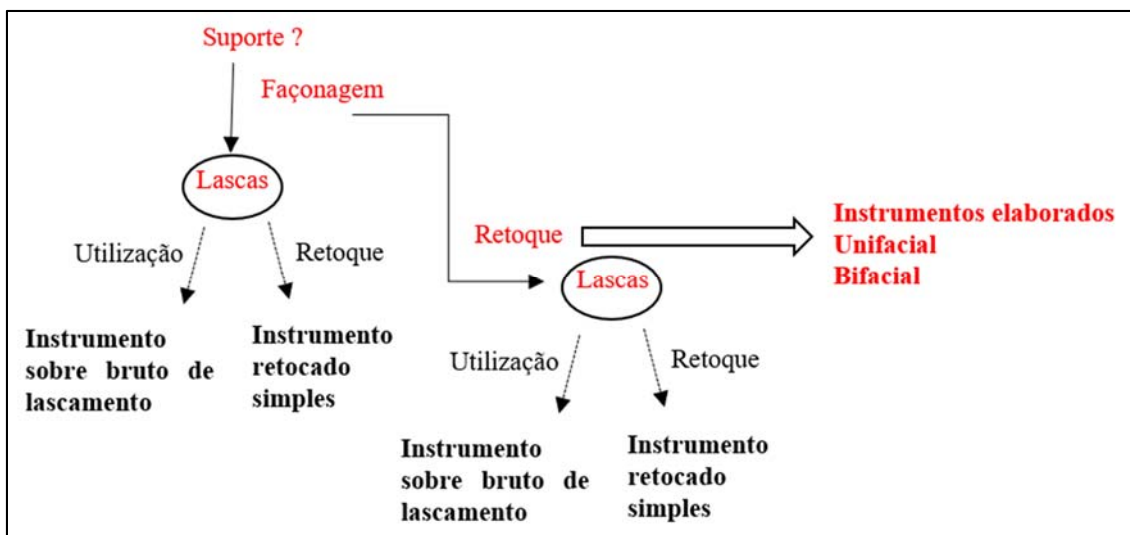 Suporte ?
Façonagem
Lascas
Utilização
Retoque
Instrumento
sobre bruto de
lascamento
Instrumento
retocado
simples
Retoque
Instrumentos elaborados
Unifacial
Bifacial
Lascas
Utilização
Retoque
Instrumento
sobre bruto de
lascamento
Instrumento
retocado
simples